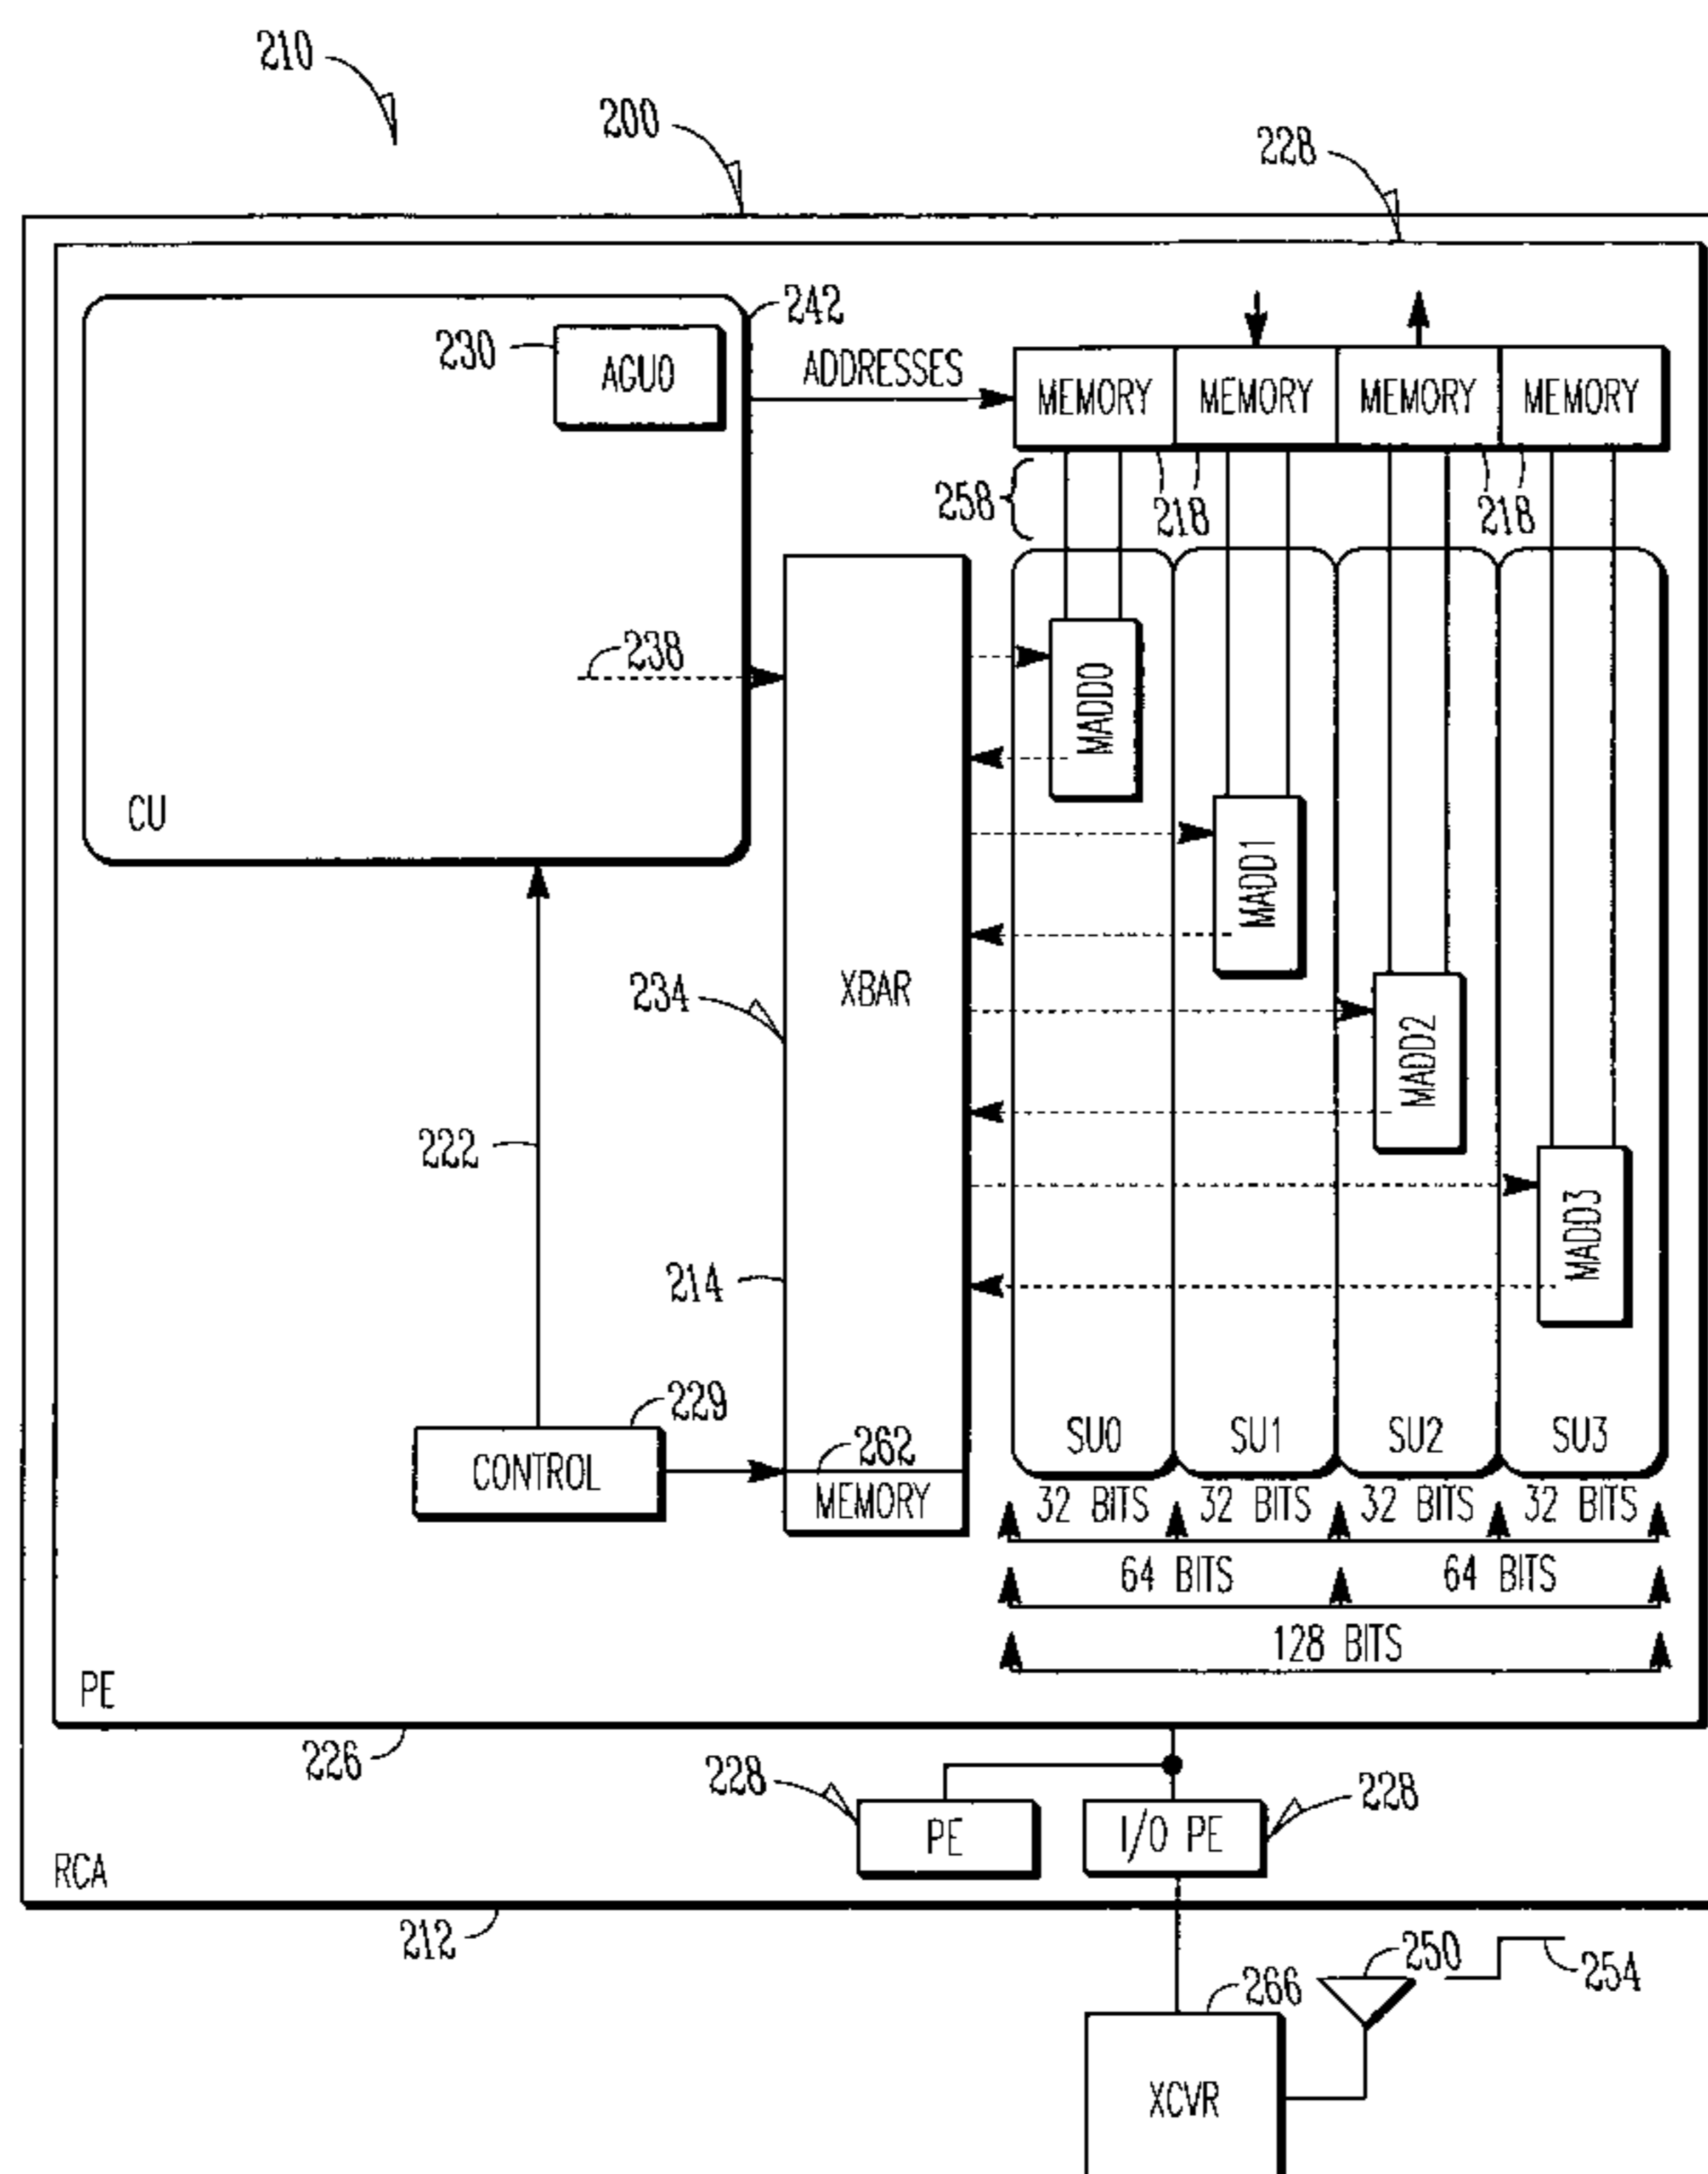 210
200
228
242
230
AGU0
ADDRESSES
MEMORY MEMORY MEMORY MEMORY
258
218
218
238
MADD0
CU
MADD1
XBAR
234
MADD2
222
MADD3
214
229
CONTROL
262
MEMORY
SU0 SU1 SU2 SU3
32 BITS 32 BITS 32 BITS 32 BITS
64 BITS 64 BITS
128 BITS
PE
226
228
228
PE
I/O PE
RCA
212
250
254
266
XCVR